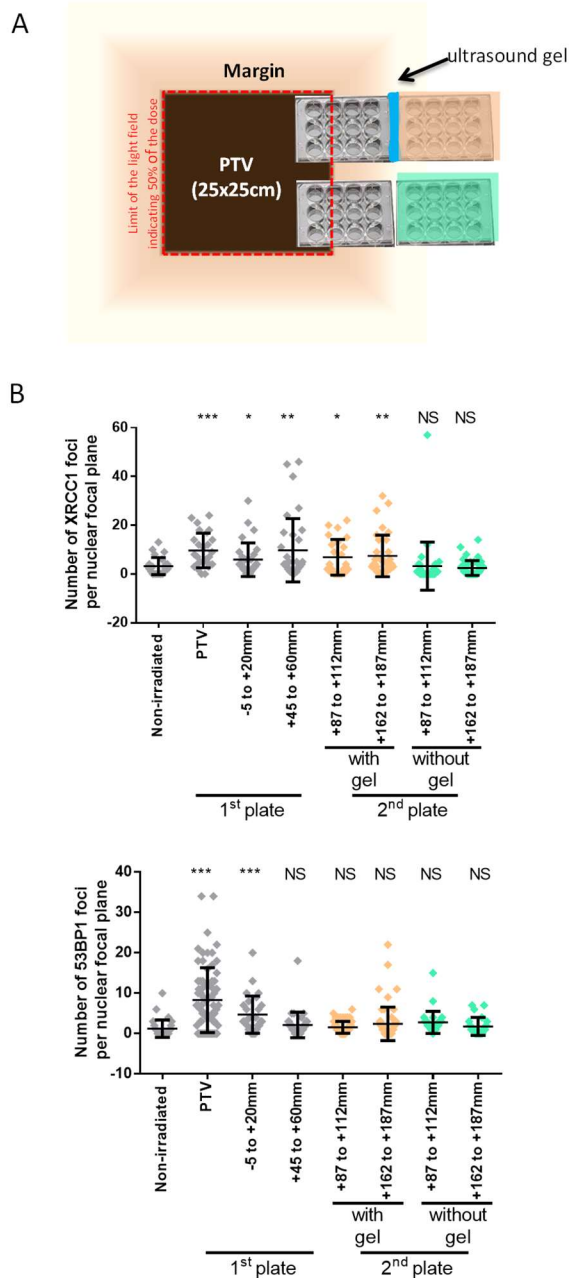 A
ultrasound gel
Margin
Limit of the light field
indicating 50% of the dose
PTV
(25x25cm)
B
*** * ** * ** NS NS
Number of XRCC1 foci
per nuclear focal plane
60
40
20
0
-20
Non-irradiated
PTV
-5 to +20mm
+45 to +60mm
+87 to +112mm
+162 to +187mm
+87 to +112mm
+162 to +187mm
with
gel
without
gel
1st plate
2nd plate
*** *** NS NS NS NS NS
Number of 53BP1 foci
per nuclear focal plane
40
30
20
10
0
-10
Non-irradiated
PTV
-5 to +20mm
+45 to +60mm
+87 to +112mm
+162 to +187mm
+87 to +112mm
+162 to +187mm
with
gel
without
gel
1st plate
2nd plate